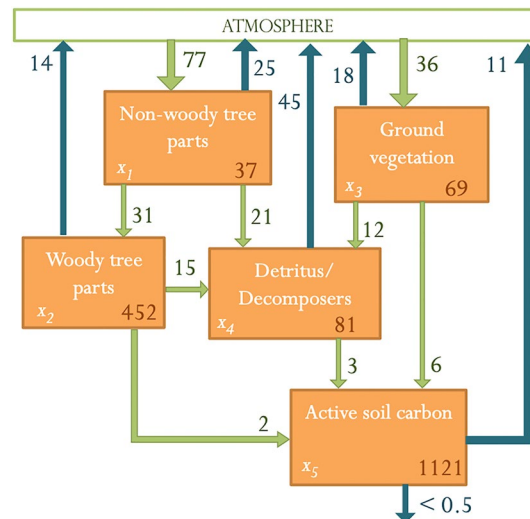 ATMOSPHERE
14
77
25
45
18
36
11
Non-woody tree
parts
x1
37
Ground
vegetation
x3
69
31
21
12
Woody tree
parts
x2
452
15
Detritus/
Decomposers
x4
81
3
6
2
Active soil carbon
x5
1121
< 0.5